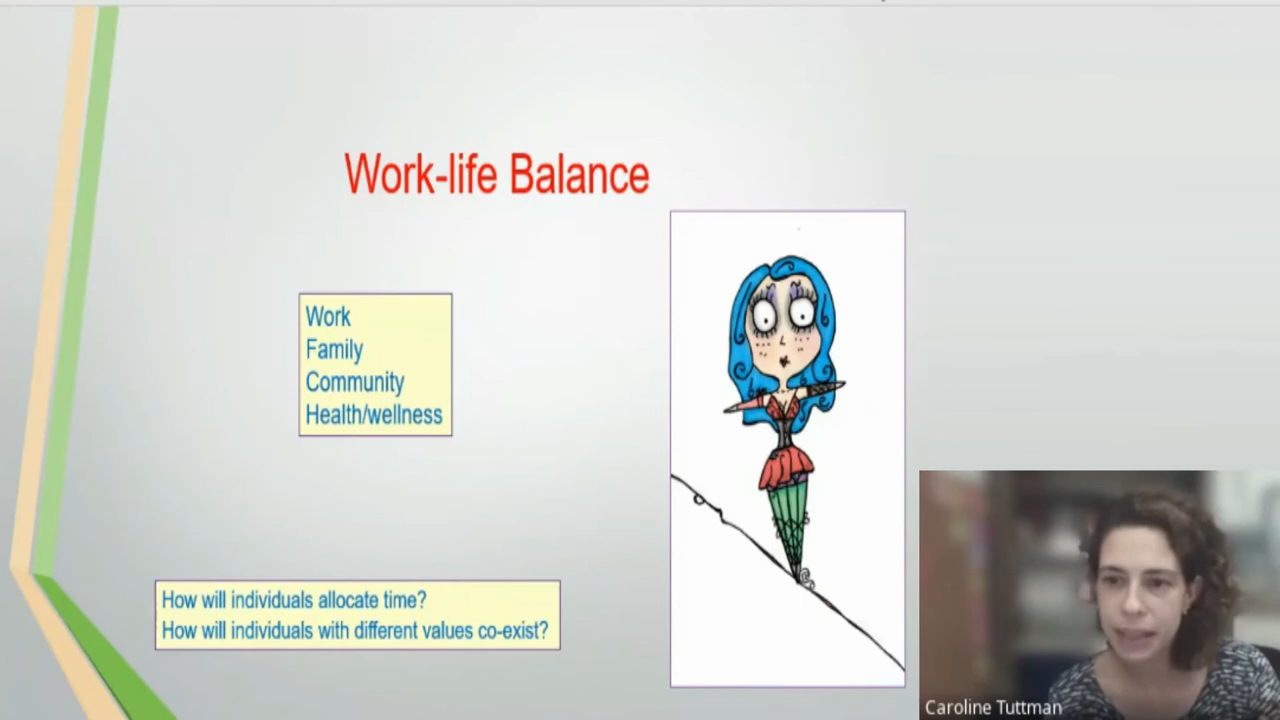 Work-life Balance
Work
Family
Community
Health/wellness
How will individuals allocate time?
How will individuals with different values co-exist?
Caroline Tuttman